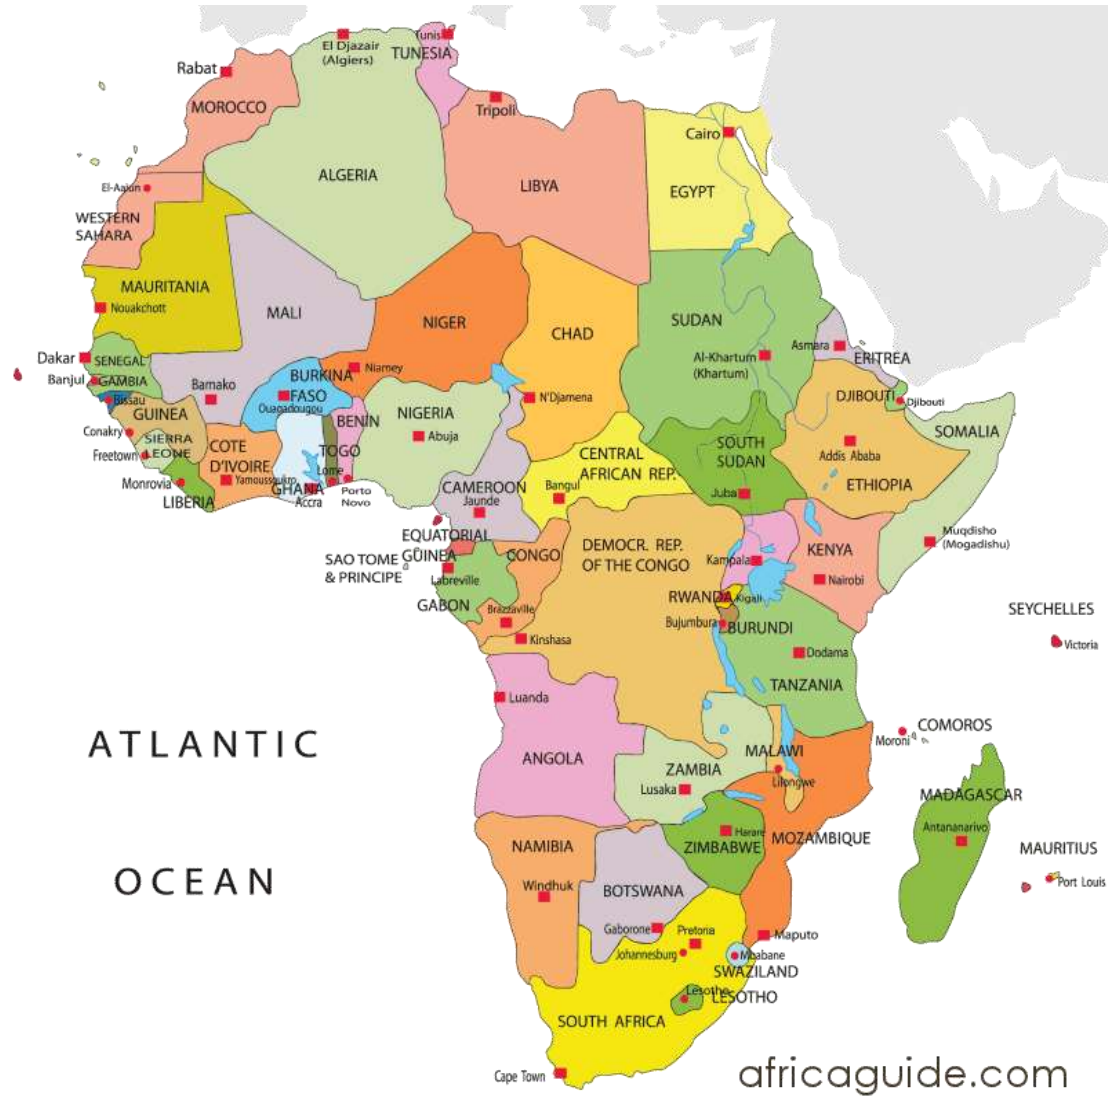 Tunis
El Djazair
(Algiers)
TUNISIA
Rabat
MOROCCO
Tripoli
Cairo
ALGERIA
LIBYA
EGYPT
El-Aaiun
WESTERN
SAHARA
MAURITANIA
Nouakchott
MALI
NIGER
CHAD
SUDAN
Al-Khartum
(Khartum)
Asmara
ERITREA
Dakar
SENEGAL
Banjul
GAMBIA
Bissau
GUINEA
Bamako
BURKINA
FASO
Ouagadougou
Niamey
N'Djamena
DJIBOUTI
Djibouti
SOMALIA
Conakry
SIERRA
LEONE
Freetown
Monrovia
LIBERIA
COTE
D'IVOIRE
Yamoussoukro
GHANA
Accra
TOGO
Lome
BENIN
Porto
Novo
NIGERIA
Abuja
CENTRAL
AFRICAN REP.
Bangul
SOUTH
SUDAN
Juba
Addis Ababa
ETHIOPIA
CAMEROON
Jaunde
EQUATORIAL
GUINEA
SAO TOME
& PRINCIPE
Labreville
GABON
CONGO
Brazzaville
Kinshasa
DEMOCR. REP.
OF THE CONGO
Kampala
KENYA
Nairobi
Muqdisho
(Mogadishu)
RWANDA
Kigali
Bujumbura
BURUNDI
Dodama
TANZANIA
SEYCHELLES
Victoria
Luanda
ANGOLA
ZAMBIA
Lusaka
MALAWI
Lilongwe
COMOROS
Moroni
ATLANTIC
OCEAN
MADAGASCAR
Antananarivo
NAMIBIA
Windhuk
Harare
ZIMBABWE
MOZAMBIQUE
MAURITIUS
Port Louis
BOTSWANA
Gaborone
Pretoria
Johannesburg
Maputo
Mbabane
SWAZILAND
Lesotho
LESOTHO
SOUTH AFRICA
Cape Town
africaguide.com